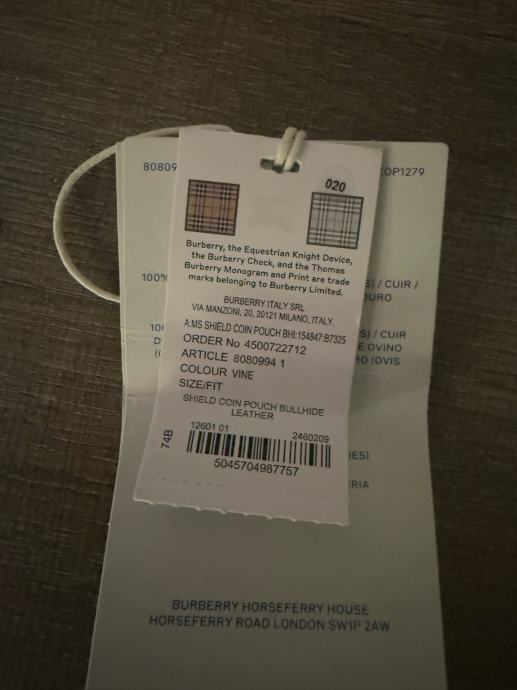 80809
COP1279
020
Burberry, the Equestrian Knight Device,
the Burberry Check, and the Thomas
Burberry Monogram and Print are trade
marks belonging to Burberry Limited.
BURBERRY ITALY SRL
VIA MANZONI, 20, 20121 MILANO, ITALY.
A:MS SHIELD COIN POUCH BHI:154847:B7325
ORDER No 4500722712
ARTICLE 8080994 1
COLOUR VINE
SIZE/FIT
SHIELD COIN POUCH BULLHIDE
LEATHER
74B
12601 01 2460209
5045704987757
100%
S) / CUIR /
DURO
100
S) / CUIR
D
E OVINO
(O
RO (OVIS
IES)
ERIA
BURBERRY HORSEFERRY HOUSE
HORSEFERRY ROAD LONDON SW1P 2AW